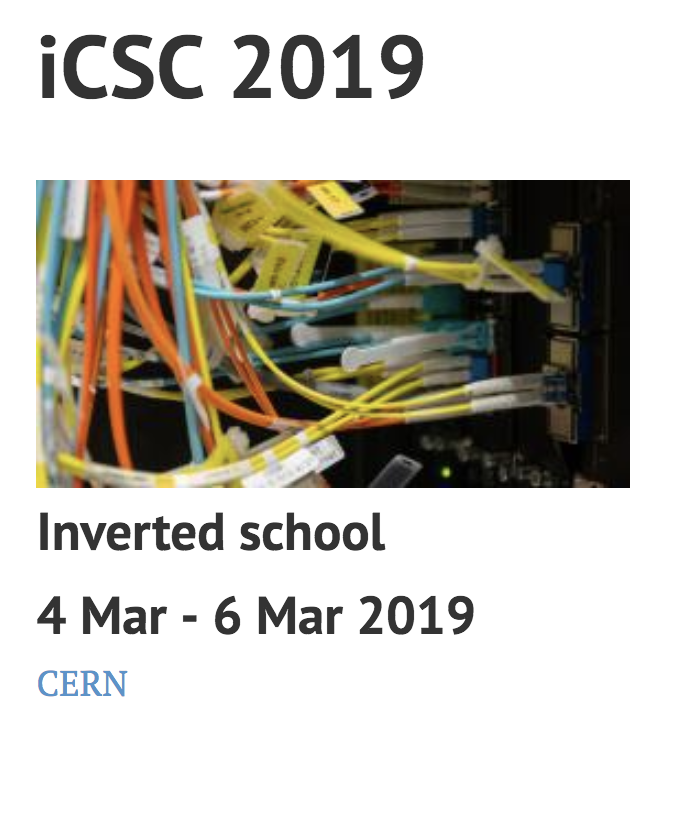 iCSC 2019
Inverted school
4 Mar - 6 Mar 2019
CERN